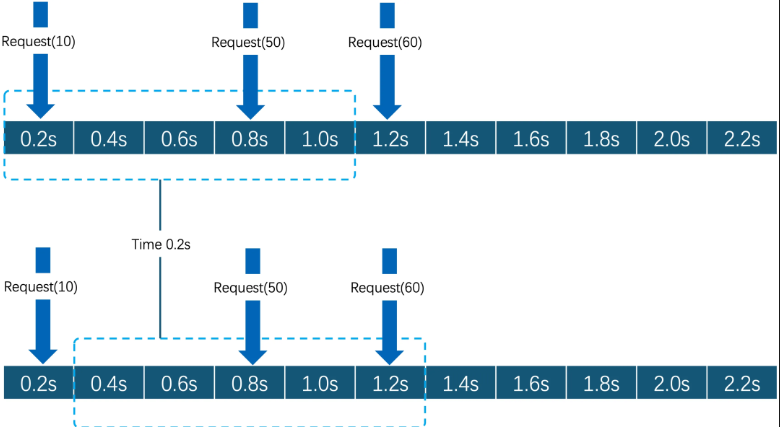 Request(10) Request(50) Request(60)
0.2s 0.4s 0.6s 0.8s 1.0s 1.2s 1.4s 1.6s 1.8s 2.0s 2.2s
Time 0.2s
Request(10) Request(50) Request(60)
0.2s 0.4s 0.6s 0.8s 1.0s 1.2s 1.4s 1.6s 1.8s 2.0s 2.2s